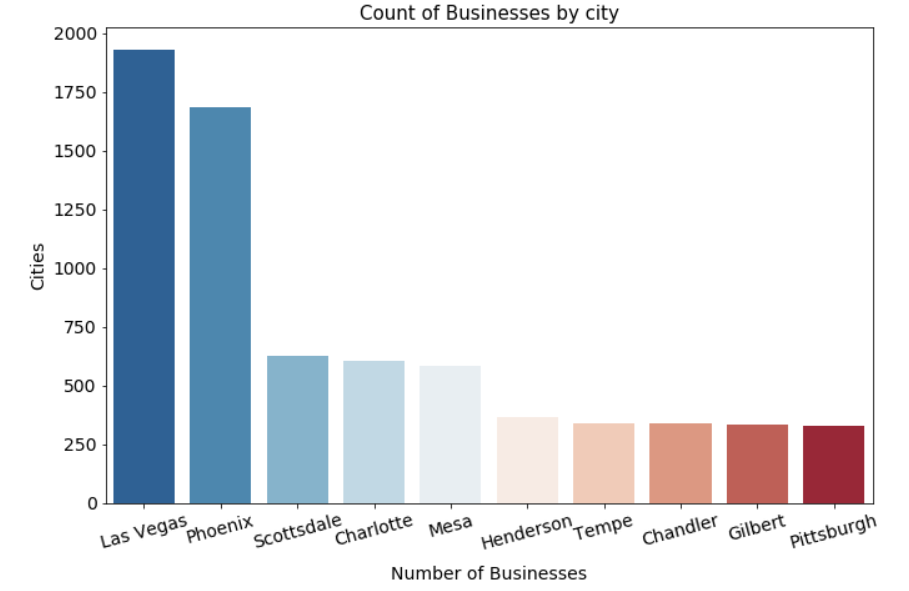 Count of Businesses by city
2000
1750
1500
1250
1000
750
500
250
0
Cities
Las Vegas
Phoenix
Scottsdale
Charlotte
Mesa
Henderson
Tempe
Chandler
Gilbert
Pittsburgh
Number of Businesses